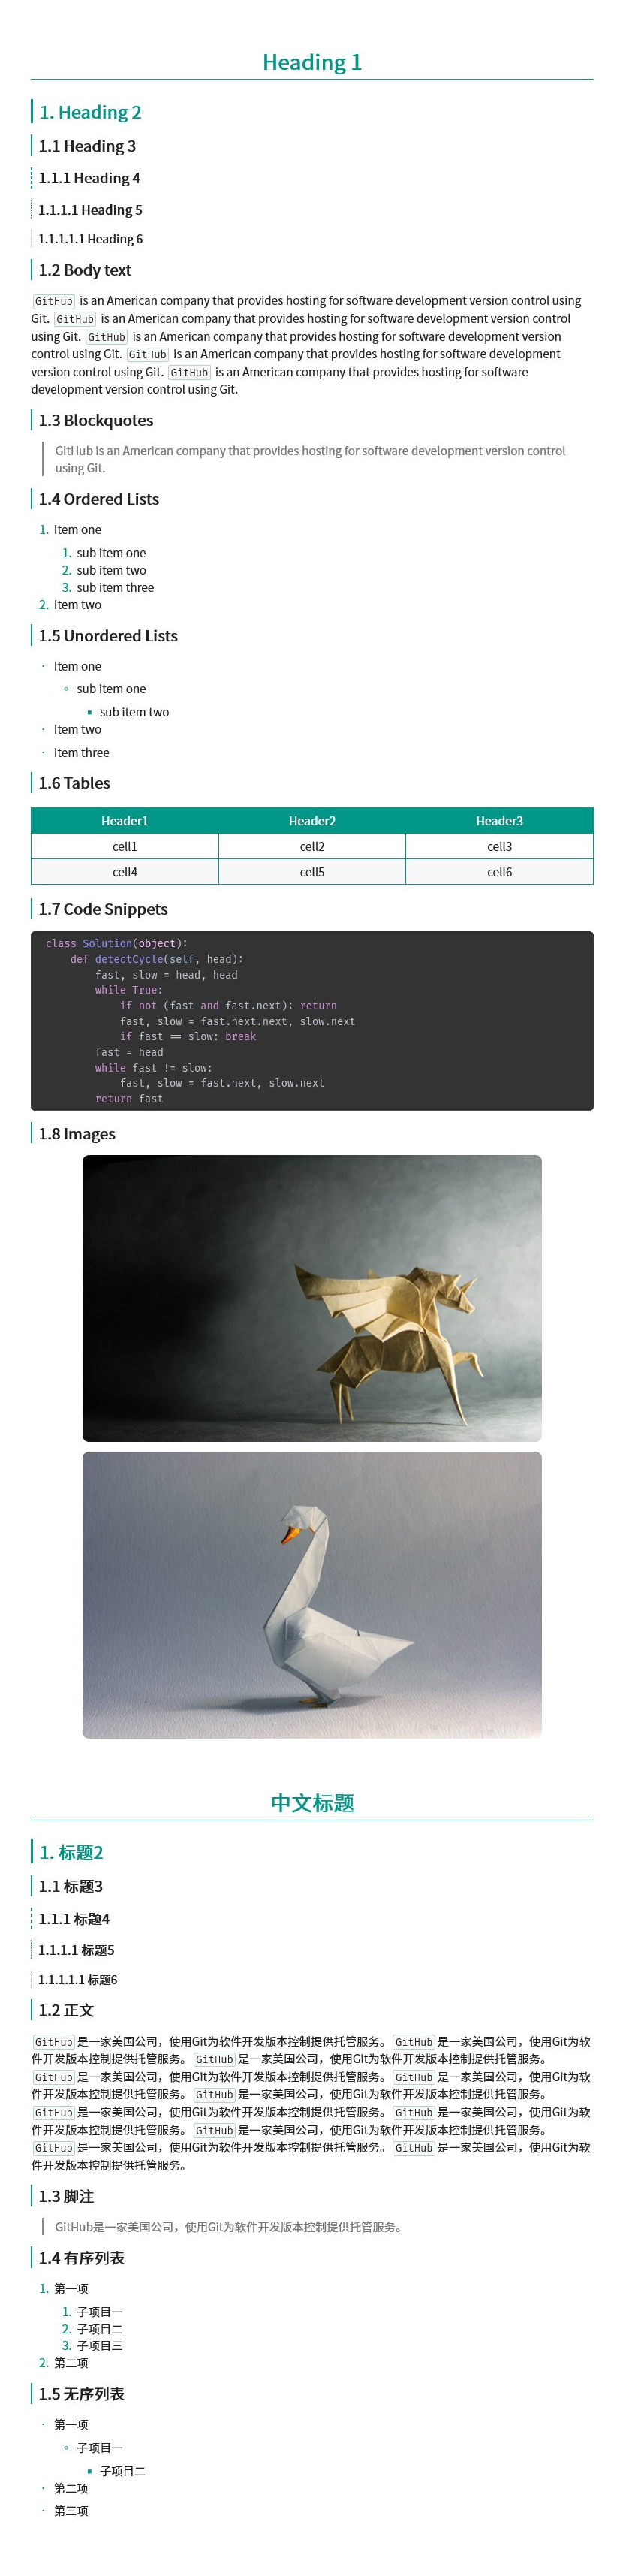 Heading 1
1. Heading 2
1.1 Heading 3
1.1.1 Heading 4
1.1.1.1 Heading 5
1.1.1.1.1 Heading 6
1.2 Body text
GitHub is an American company that provides hosting for software development version control using
Git. GitHub is an American company that provides hosting for software development version control
using Git. GitHub is an American company that provides hosting for software development version
control using Git. GitHub is an American company that provides hosting for software development
version control using Git. GitHub is an American company that provides hosting for software
development version control using Git.
1.3 Blockquotes
GitHub is an American company that provides hosting for software development version control
using Git.
1.4 Ordered Lists
1. Item one
1. sub item one
2. sub item two
3. sub item three
2. Item two
1.5 Unordered Lists
· Item one
◦ sub item one
▪ sub item two
· Item two
· Item three
1.6 Tables
Header1 Header2 Header3
cell1 cell2 cell3
cell4 cell5 cell6
1.7 Code Snippets
class Solution(object):
    def detectCycle(self, head):
        fast, slow = head, head
        while True:
            if not (fast and fast.next): return
            fast, slow = fast.next.next, slow.next
            if fast == slow: break
        fast = head
        while fast != slow:
            fast, slow = fast.next, slow.next
        return fast
1.8 Images
中文标题
1. 标题2
1.1 标题3
1.1.1 标题4
1.1.1.1 标题5
1.1.1.1.1 标题6
1.2 正文
GitHub 是一家美国公司，使用Git为软件开发版本控制提供托管服务。 GitHub 是一家美国公司，使用Git为软
件开发版本控制提供托管服务。 GitHub 是一家美国公司，使用Git为软件开发版本控制提供托管服务。
GitHub 是一家美国公司，使用Git为软件开发版本控制提供托管服务。 GitHub 是一家美国公司，使用Git为软
件开发版本控制提供托管服务。 GitHub 是一家美国公司，使用Git为软件开发版本控制提供托管服务。
GitHub 是一家美国公司，使用Git为软件开发版本控制提供托管服务。 GitHub 是一家美国公司，使用Git为软
件开发版本控制提供托管服务。 GitHub 是一家美国公司，使用Git为软件开发版本控制提供托管服务。
GitHub 是一家美国公司，使用Git为软件开发版本控制提供托管服务。 GitHub 是一家美国公司，使用Git为软
件开发版本控制提供托管服务。
1.3 脚注
GitHub是一家美国公司，使用Git为软件开发版本控制提供托管服务。
1.4 有序列表
1. 第一项
1. 子项目一
2. 子项目二
3. 子项目三
2. 第二项
1.5 无序列表
· 第一项
◦ 子项目一
▪ 子项目二
· 第二项
· 第三项